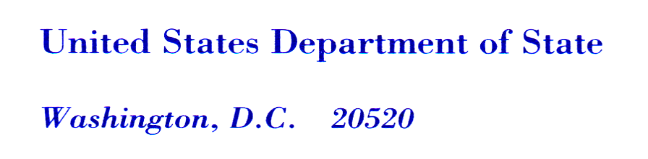 United States Department of State
Washington, D.C. 20520